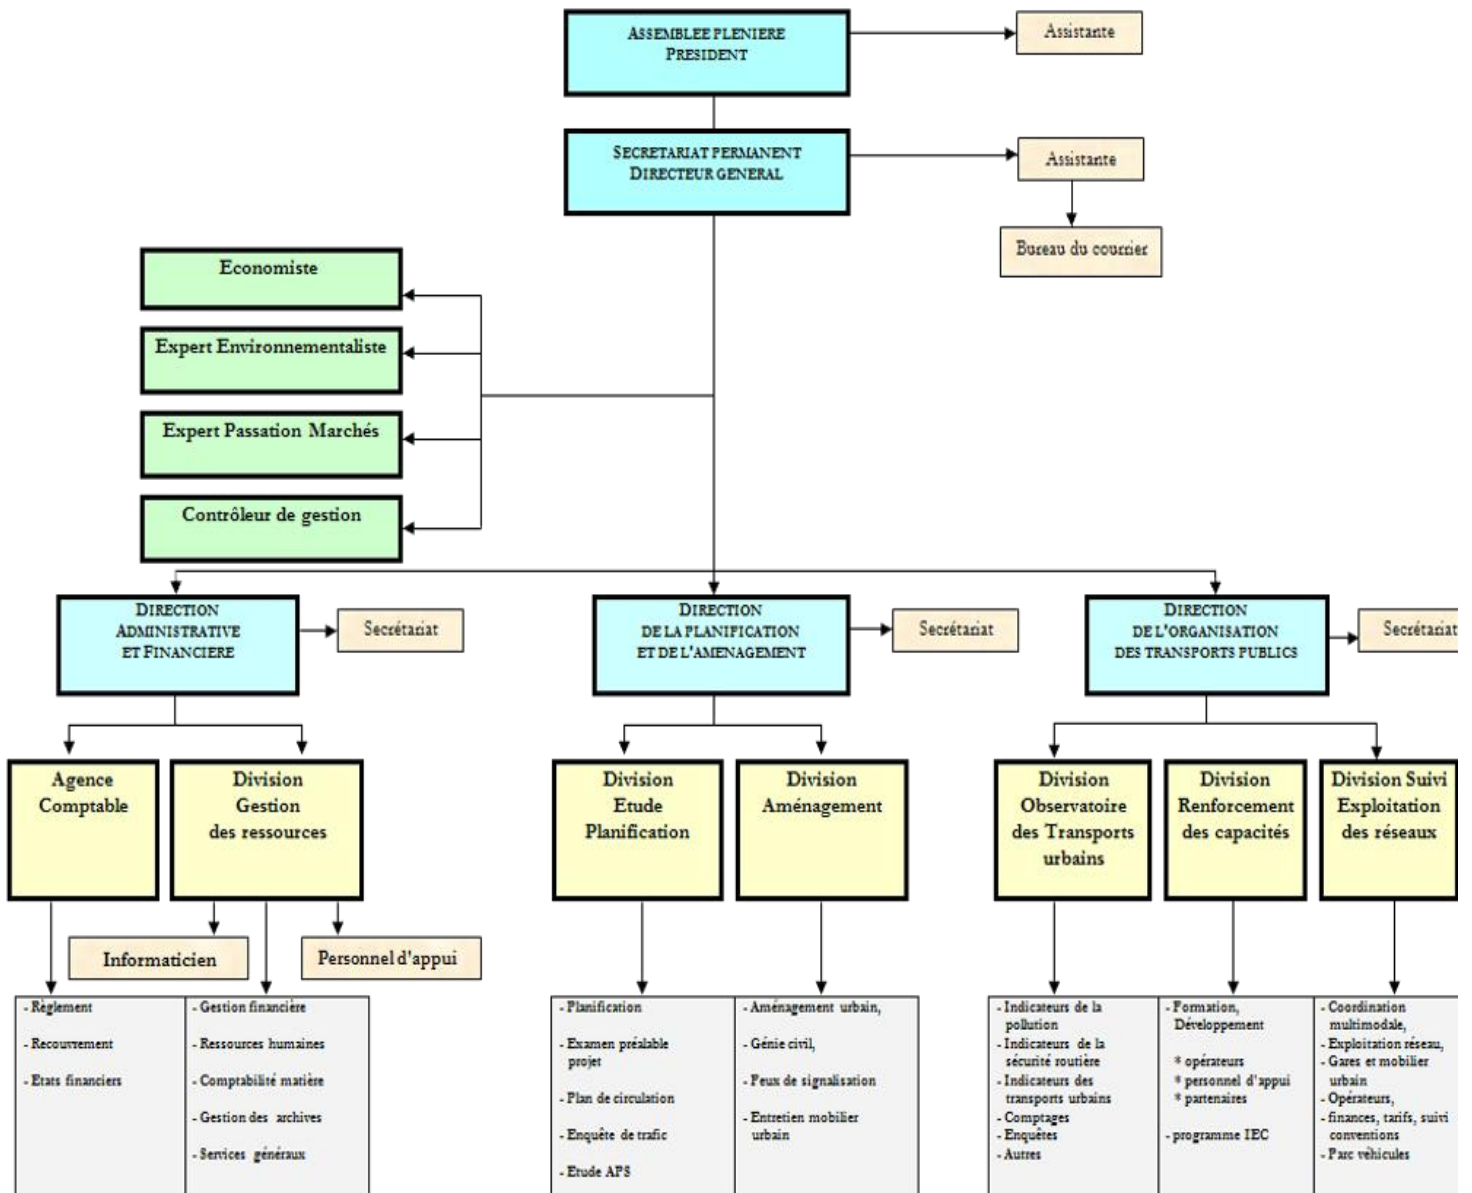 ASSEMBLEE PLENIERE
PRESIDENT
Assistante
SECRETARIAT PERMANENT
DIRECTEUR GENERAL
Assistante
Bureau du courrier
Economiste
Expert Environnementaliste
Expert Passation Marchés
Contrôleur de gestion
DIRECTION
ADMINISTRATIVE
ET FINANCIERE
Secrétariat
DIRECTION
DE LA PLANIFICATION
ET DE L'AMENAGEMENT
Secrétariat
DIRECTION
DE L'ORGANISATION
DES TRANSPORTS PUBLICS
Secrétariat
Agence
Comptable
Division
Gestion
des ressources
Division
Etude
Planification
Division
Aménagement
Division
Observatoire
des Transports
urbains
Division
Renforcement
des capacités
Division Suivi
Exploitation
des réseaux
Informaticien
Personnel d'appui
- Règlement
- Recouvrement
- Etats financiers
- Gestion financière
- Ressources humaines
- Comptabilité matière
- Gestion des archives
- Services généraux
- Planification
- Examen préalable
projet
- Plan de circulation
- Enquête de trafic
- Etude APS
- Aménagement urbain,
- Génie civil,
- Feux de signalisation
- Entretien mobilier
urbain
- Indicateurs de la
pollution
- Indicateurs de la
sécurité routière
- Indicateurs des
transports urbains
- Comptages
- Enquêtes
- Autres
- Formation,
Développement
* opérateurs
* personnel d'appui
* partenaires
- programme IEC
- Coordination
multimodale,
- Exploitation réseau,
- Gares et mobilier
urbain
- Opérateurs,
- finances, tarifs, suivi
conventions
- Parc véhicules